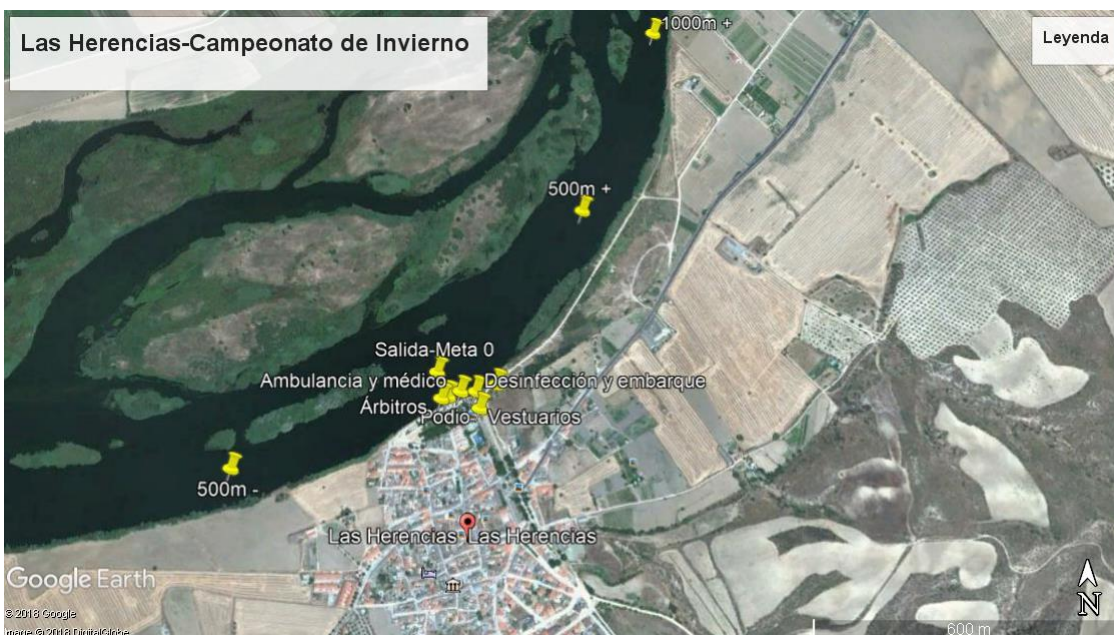 Las Herencias-Campeonato de Invierno
1000m +
Leyenda
500m +
Salida-Meta 0
Ambulancia y médico
Desinfección y embarque
Árbitros
Podio-
Vestuarios
500m -
Las Herencias
Las Herencias
Google Earth
© 2018 Google
Image © 2018 DigitalGlobe
N
600 m